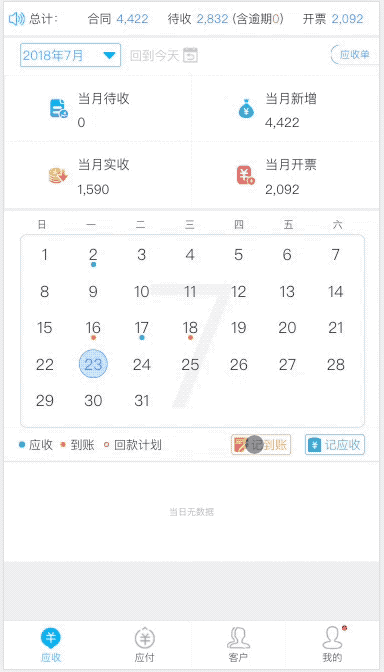 总计: 合同 4,422 待收 2,832 (含逾期0) 开票 2,092
2018年7月 回到今天 应收单
当月待收 当月新增
0 4,422
当月实收 当月开票
1,590 2,092
日 一 二 三 四 五 六
7
1 2 3 4 5 6 7
8 9 10 11 12 13 14
15 16 17 18 19 20 21
22 23 24 25 26 27 28
29 30 31
应收 到账 回款计划 记到账 记应收
当日无数据
应收 应付 客户 我的